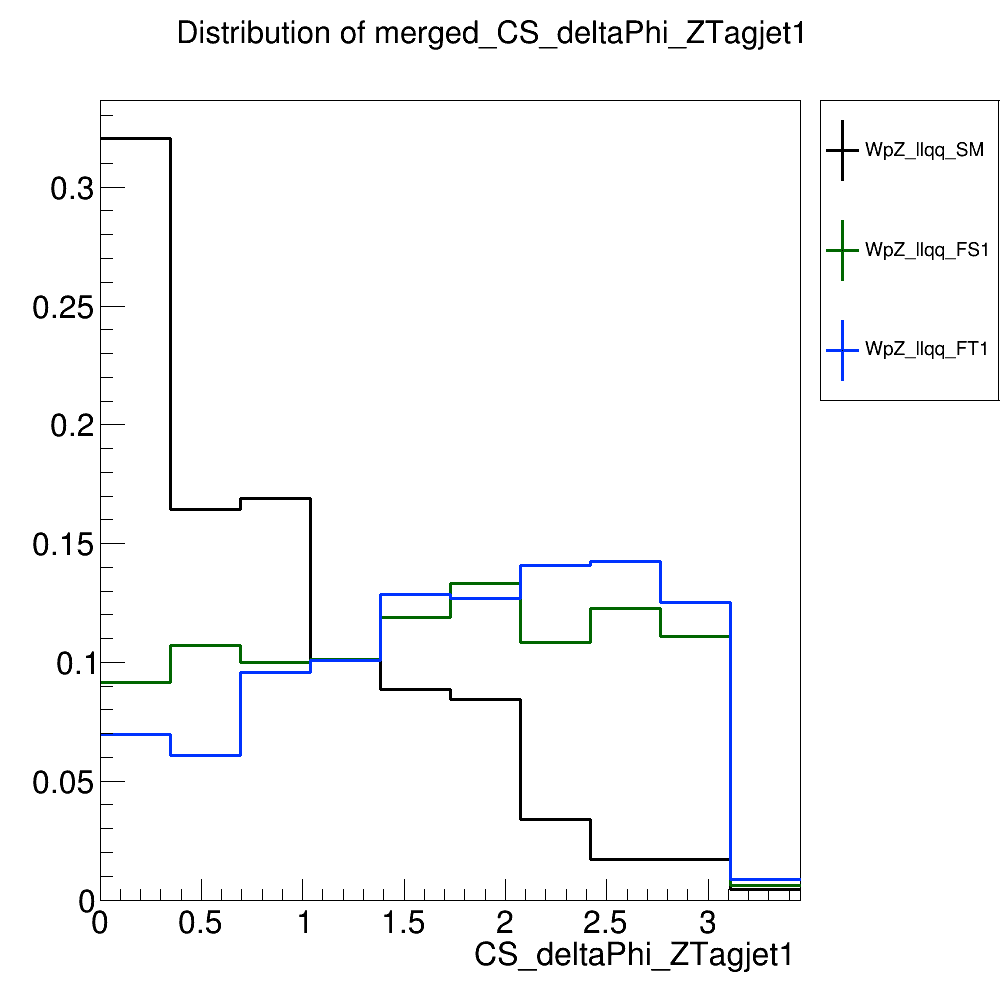 Distribution of merged_CS_deltaPhi_ZTagjet1
WpZ_llqq_SM
WpZ_llqq_FS1
WpZ_llqq_FT1
0.3
0.25
0.2
0.15
0.1
0.05
0
0 0.5 1 1.5 2 2.5 3
CS_deltaPhi_ZTagjet1